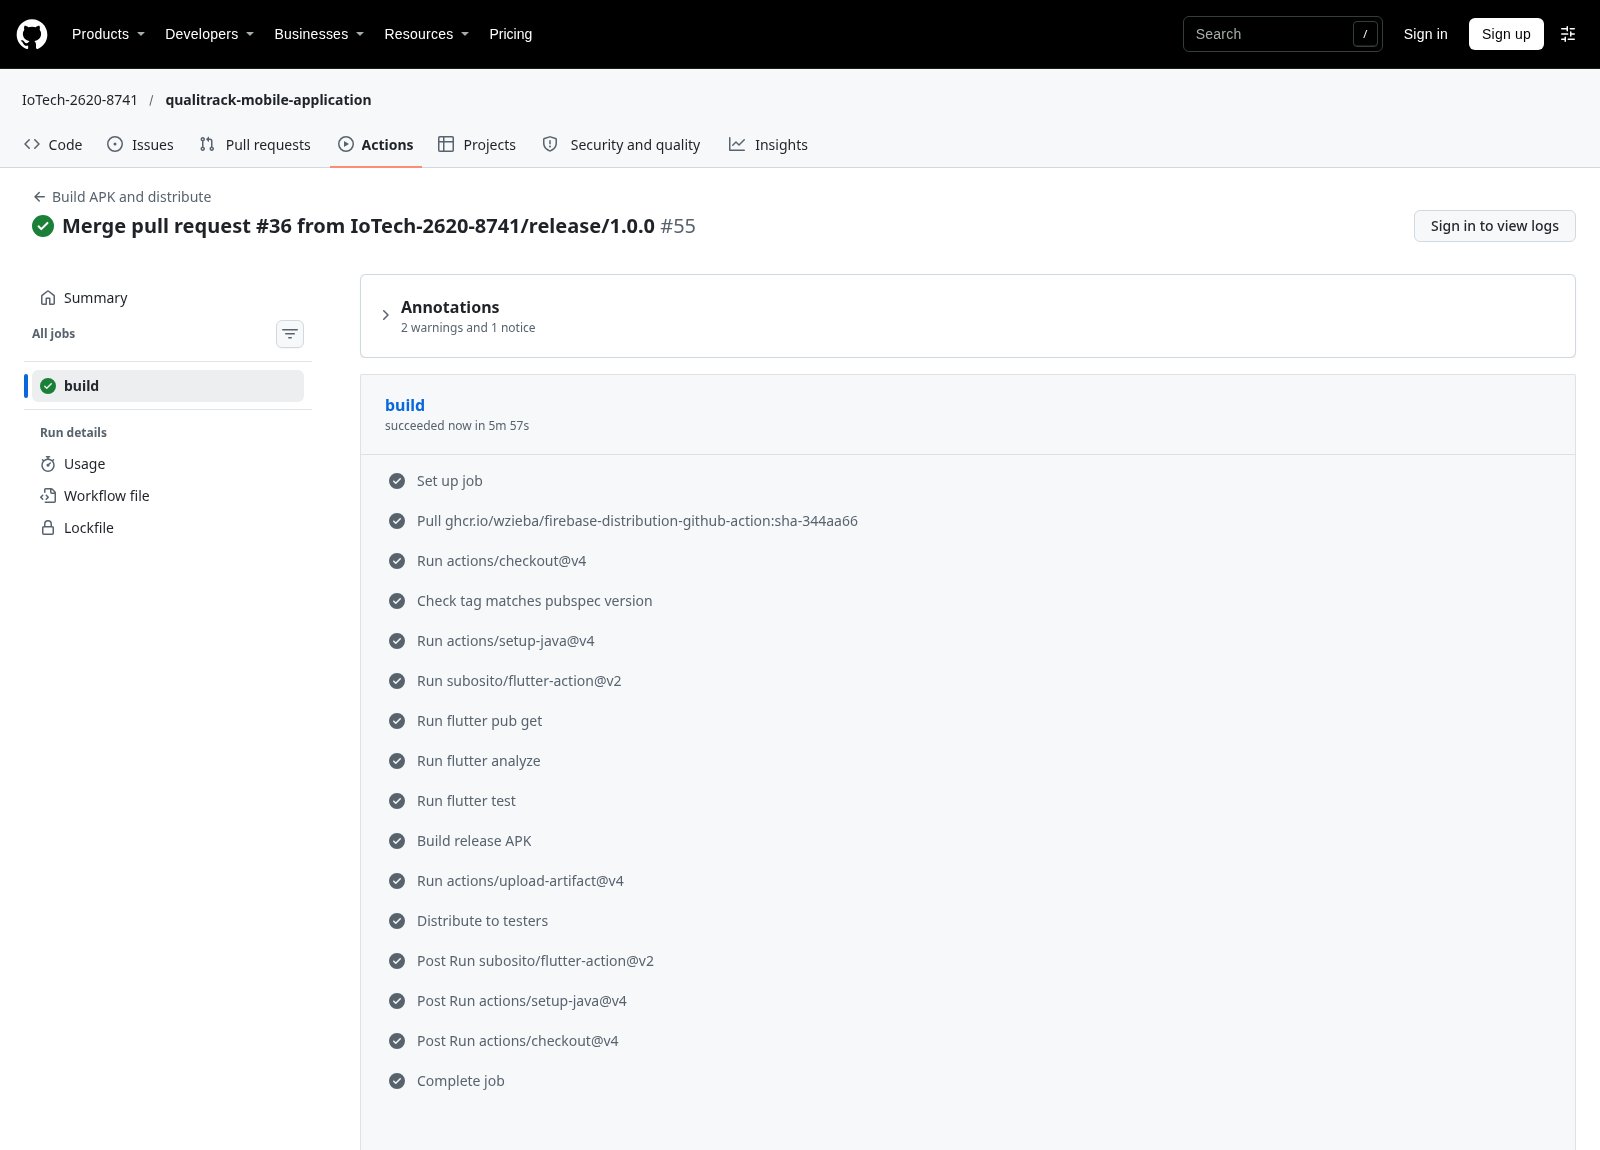 Products Developers Businesses Resources Pricing Search / Sign in Sign up
IoTech-2620-8741 / qualitrack-mobile-application
Code Issues Pull requests Actions Projects Security and quality Insights
Build APK and distribute
Merge pull request #36 from IoTech-2620-8741/release/1.0.0 #55
Sign in to view logs
Summary
All jobs
build
Run details
Usage
Workflow file
Lockfile
Annotations
2 warnings and 1 notice
build
succeeded now in 5m 57s
Set up job
Pull ghcr.io/wzieba/firebase-distribution-github-action:sha-344aa66
Run actions/checkout@v4
Check tag matches pubspec version
Run actions/setup-java@v4
Run subosito/flutter-action@v2
Run flutter pub get
Run flutter analyze
Run flutter test
Build release APK
Run actions/upload-artifact@v4
Distribute to testers
Post Run subosito/flutter-action@v2
Post Run actions/setup-java@v4
Post Run actions/checkout@v4
Complete job